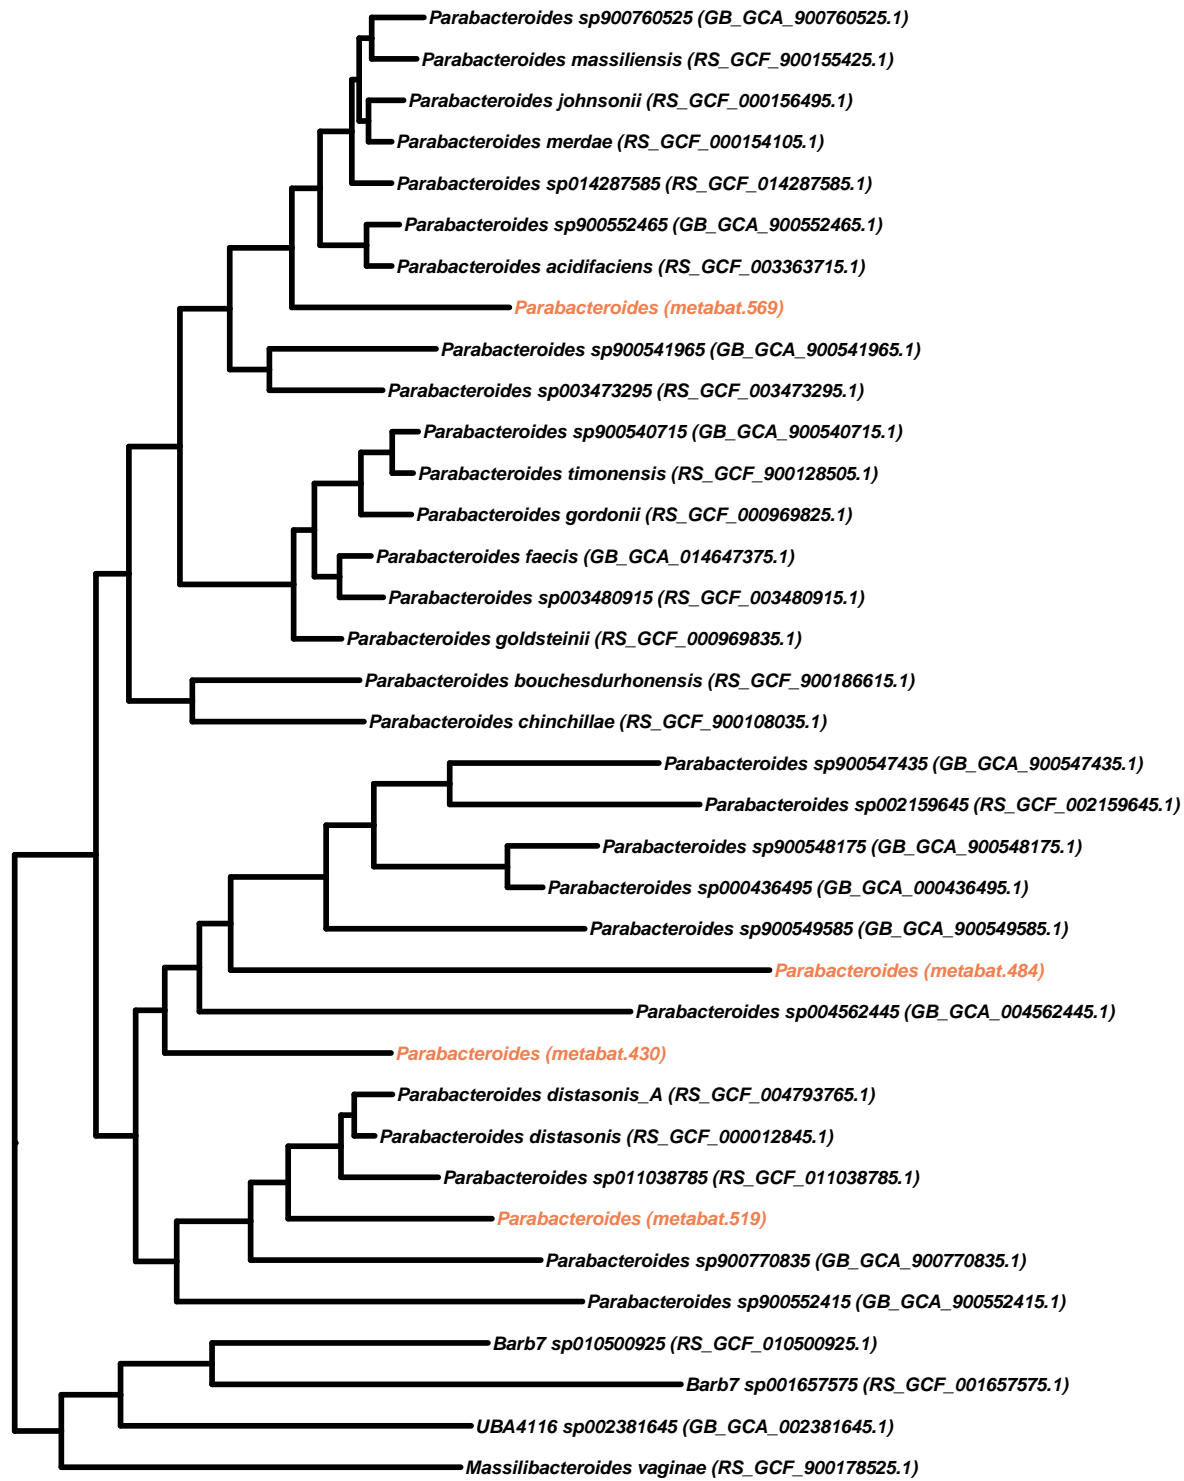 Parabacteroides sp900760525 (GB_GCA_900760525.1)
Parabacteroides massiliensis (RS_GCF_900155425.1)
Parabacteroides johnsonii (RS_GCF_000156495.1)
Parabacteroides merdae (RS_GCF_000154105.1)
Parabacteroides sp014287585 (RS_GCF_014287585.1)
Parabacteroides sp900552465 (GB_GCA_900552465.1)
Parabacteroides acidifaciens (RS_GCF_003363715.1)
Parabacteroides (metabat.569)
Parabacteroides sp900541965 (GB_GCA_900541965.1)
Parabacteroides sp003473295 (RS_GCF_003473295.1)
Parabacteroides sp900540715 (GB_GCA_900540715.1)
Parabacteroides timonensis (RS_GCF_900128505.1)
Parabacteroides gordonii (RS_GCF_000969825.1)
Parabacteroides faecis (GB_GCA_014647375.1)
Parabacteroides sp003480915 (RS_GCF_003480915.1)
Parabacteroides goldsteinii (RS_GCF_000969835.1)
Parabacteroides bouchesdurhonensis (RS_GCF_900186615.1)
Parabacteroides chinchillae (RS_GCF_900108035.1)
Parabacteroides sp900547435 (GB_GCA_900547435.1)
Parabacteroides sp002159645 (RS_GCF_002159645.1)
Parabacteroides sp900548175 (GB_GCA_900548175.1)
Parabacteroides sp000436495 (GB_GCA_000436495.1)
Parabacteroides sp900549585 (GB_GCA_900549585.1)
Parabacteroides (metabat.484)
Parabacteroides sp004562445 (GB_GCA_004562445.1)
Parabacteroides (metabat.430)
Parabacteroides distasonis_A (RS_GCF_004793765.1)
Parabacteroides distasonis (RS_GCF_000012845.1)
Parabacteroides sp011038785 (RS_GCF_011038785.1)
Parabacteroides (metabat.519)
Parabacteroides sp900770835 (GB_GCA_900770835.1)
Parabacteroides sp900552415 (GB_GCA_900552415.1)
Barb7 sp010500925 (RS_GCF_010500925.1)
Barb7 sp001657575 (RS_GCF_001657575.1)
UBA4116 sp002381645 (GB_GCA_002381645.1)
Massilibacteroides vaginae (RS_GCF_900178525.1)